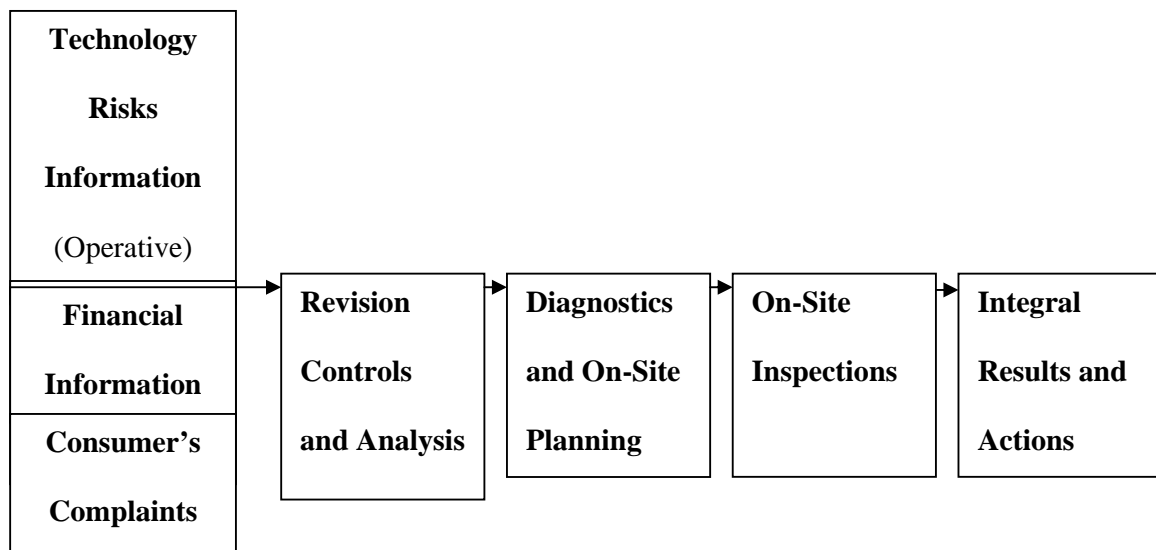 Technology
Risks
Information
(Operative)
Financial
Information
Consumer’s
Complaints
Revision
Controls
and Analysis
Diagnostics
and On-Site
Planning
On-Site
Inspections
Integral
Results and
Actions